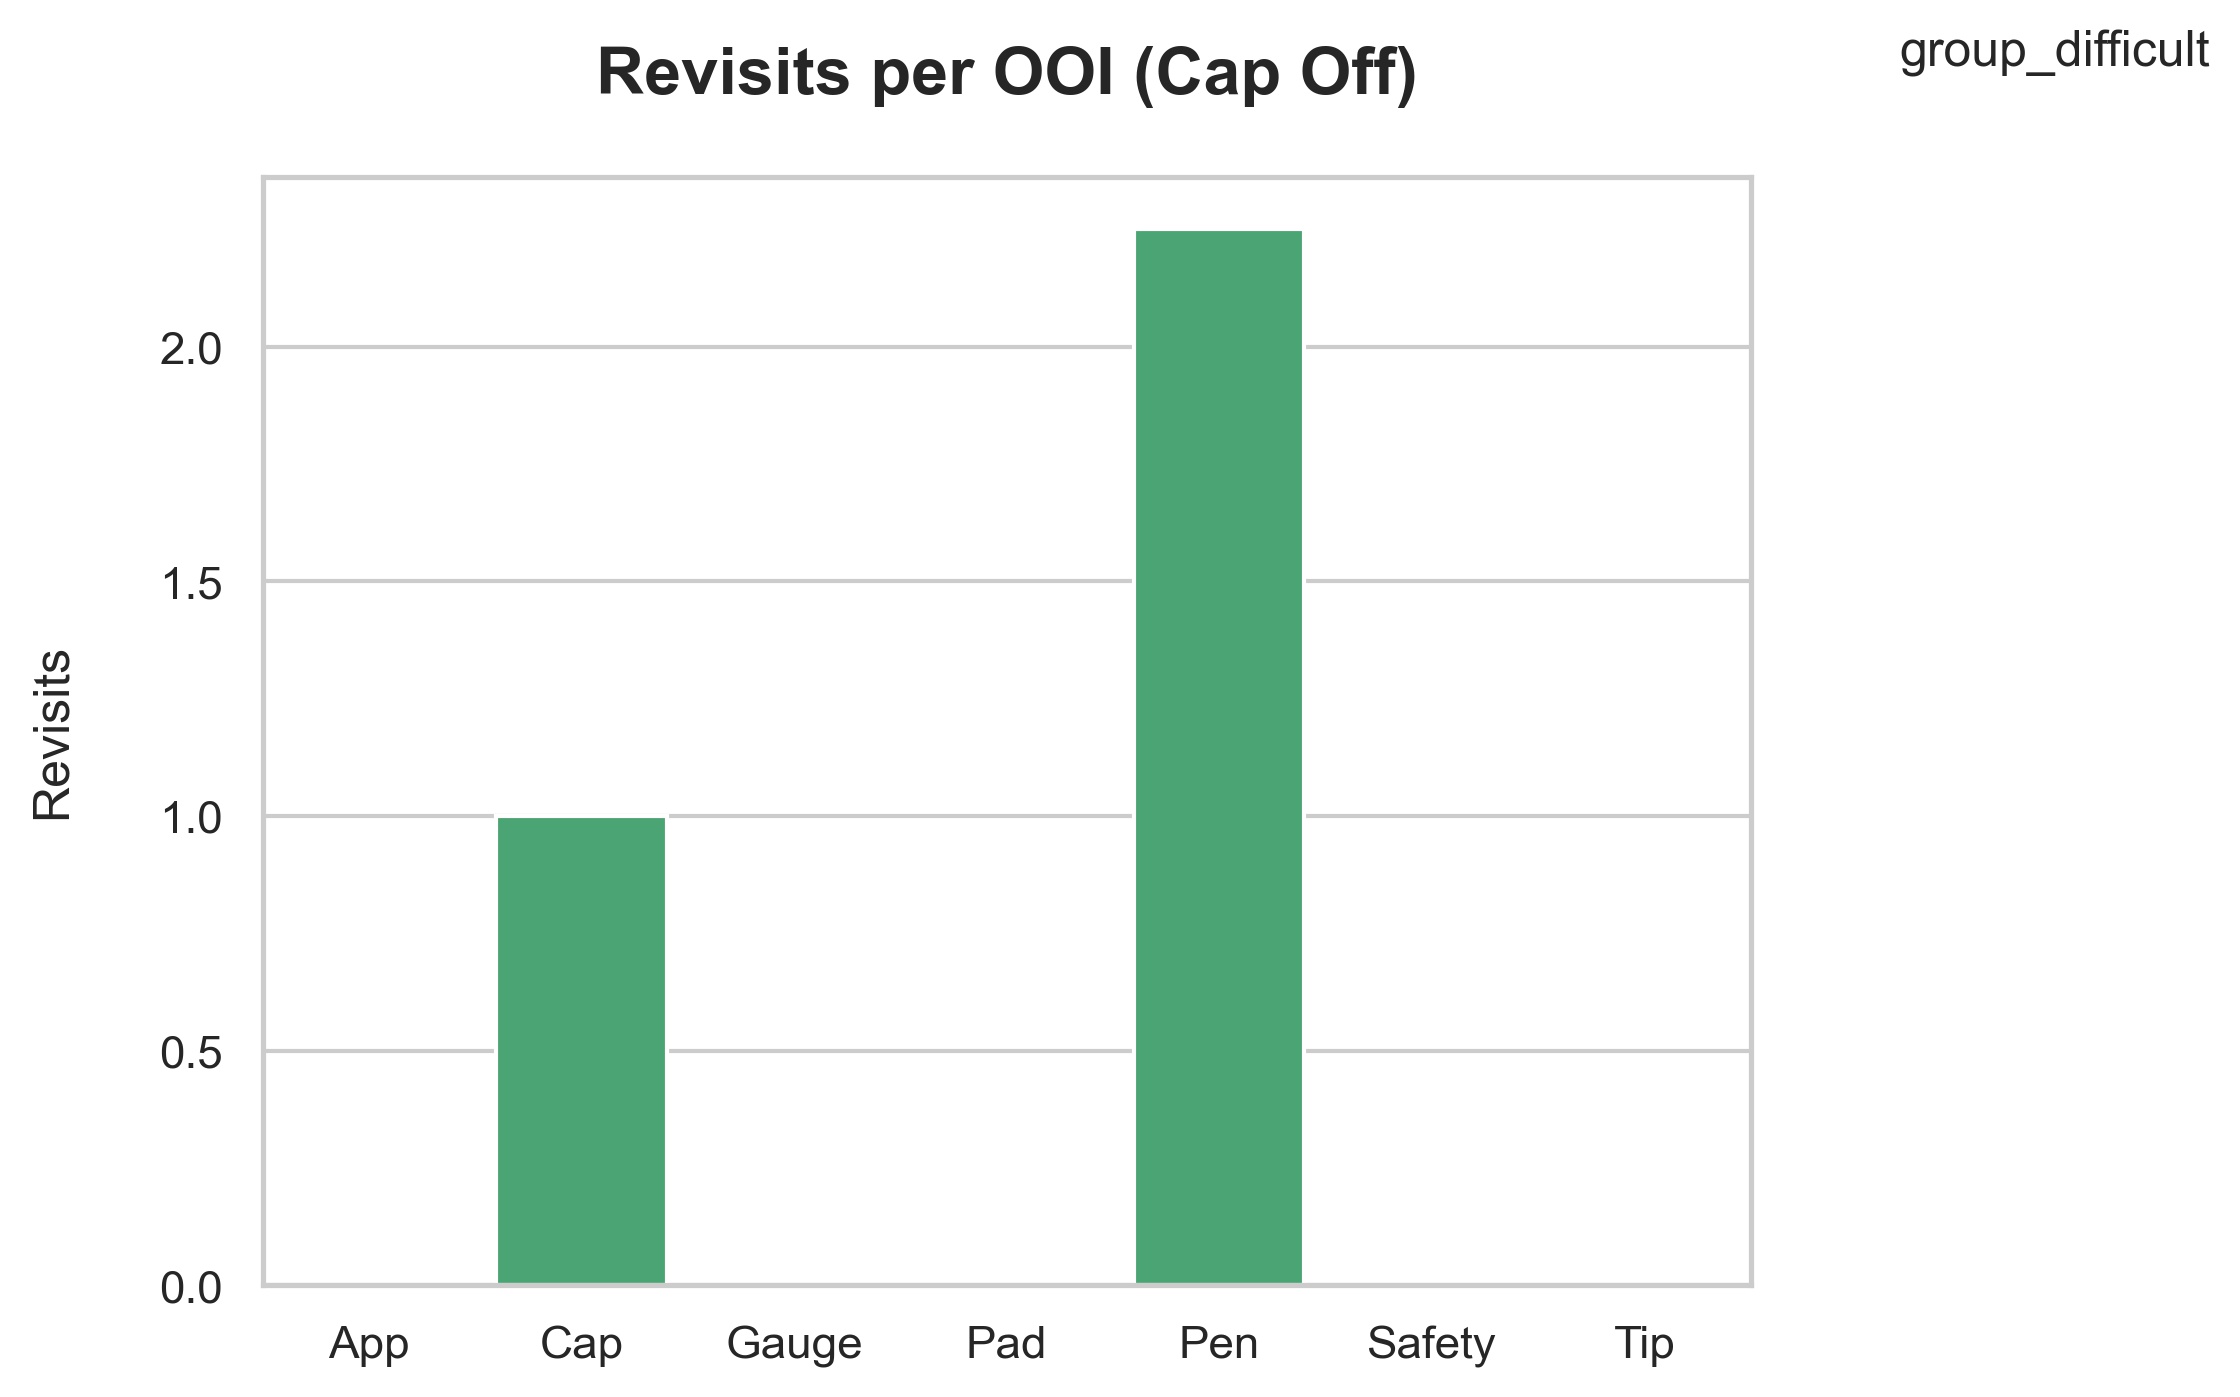 Revisits per OOI (Cap Off)
group_difficult
Revisits
2.0
1.5
1.0
0.5
0.0
App Cap Gauge Pad Pen Safety Tip